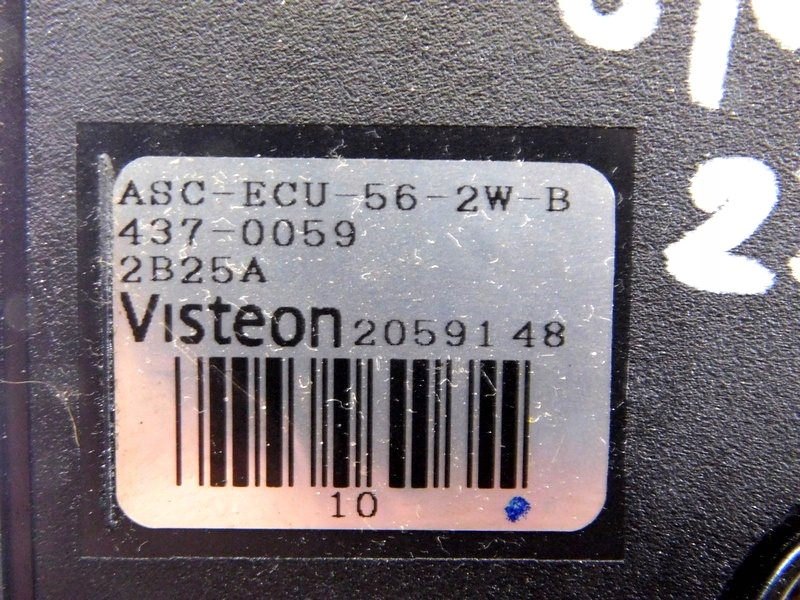 ASC-ECU-56-2W-B
437-0059
2B25A
Visteon 2059148
10